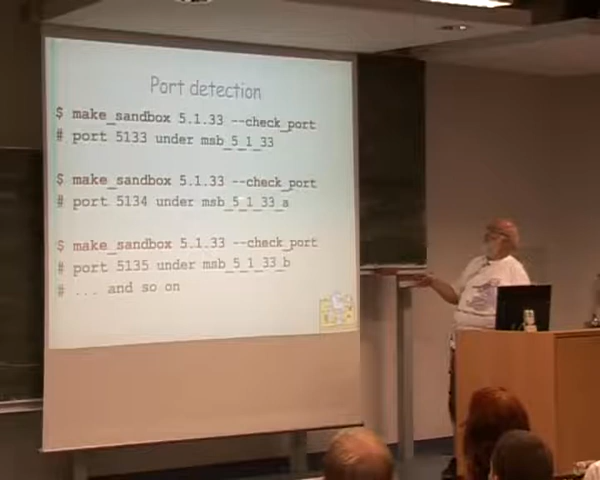 Port detection
$ make_sandbox 5.1.33 --check_port
# port 5133 under msb_5_1_33
$ make_sandbox 5.1.33 --check_port
# port 5134 under msb_5_1_33_a
$ make_sandbox 5.1.33 --check_port
# port 5135 under msb_5_1_33_b
# ... and so on